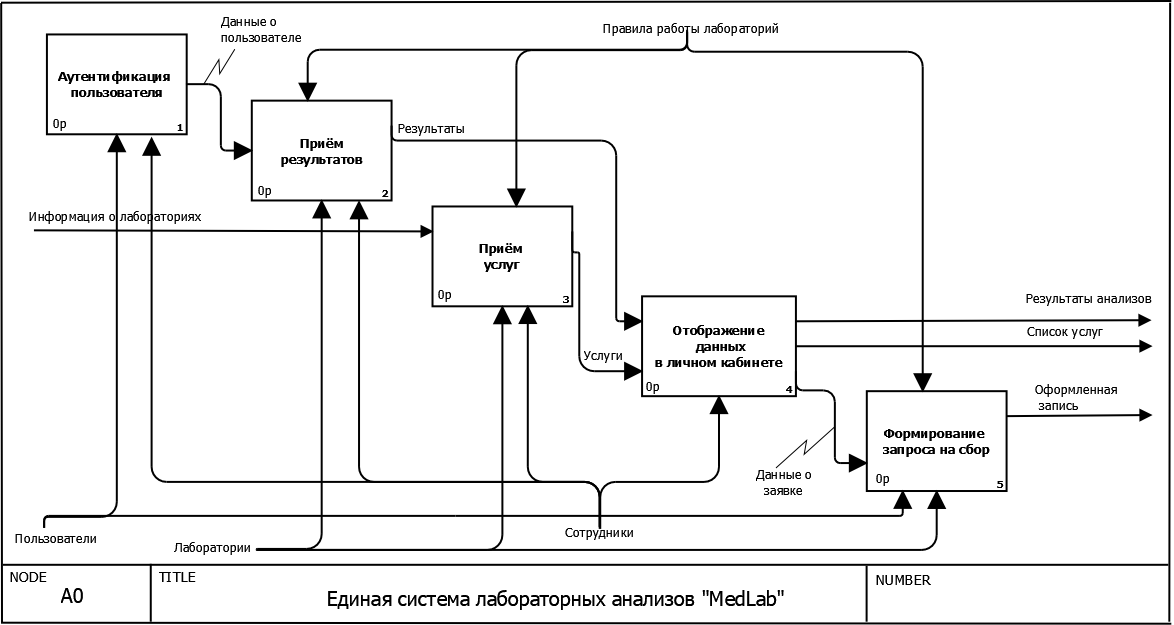 Данные о
пользователе
Правила работы лабораторий
Аутентификация
пользователя
0р
1
Приём
результатов
0р
2
Результаты
Информация о лабораториях
Приём
услуг
0р
3
Услуги
Отображение
данных
в личном кабинете
0р
4
Результаты анализов
Список услуг
Оформленная
запись
Формирование
запроса на сбор
0р
5
Данные о
заявке
Пользователи
Лаборатории
Сотрудники
NODE
A0
TITLE
Единая система лабораторных анализов "MedLab"
NUMBER